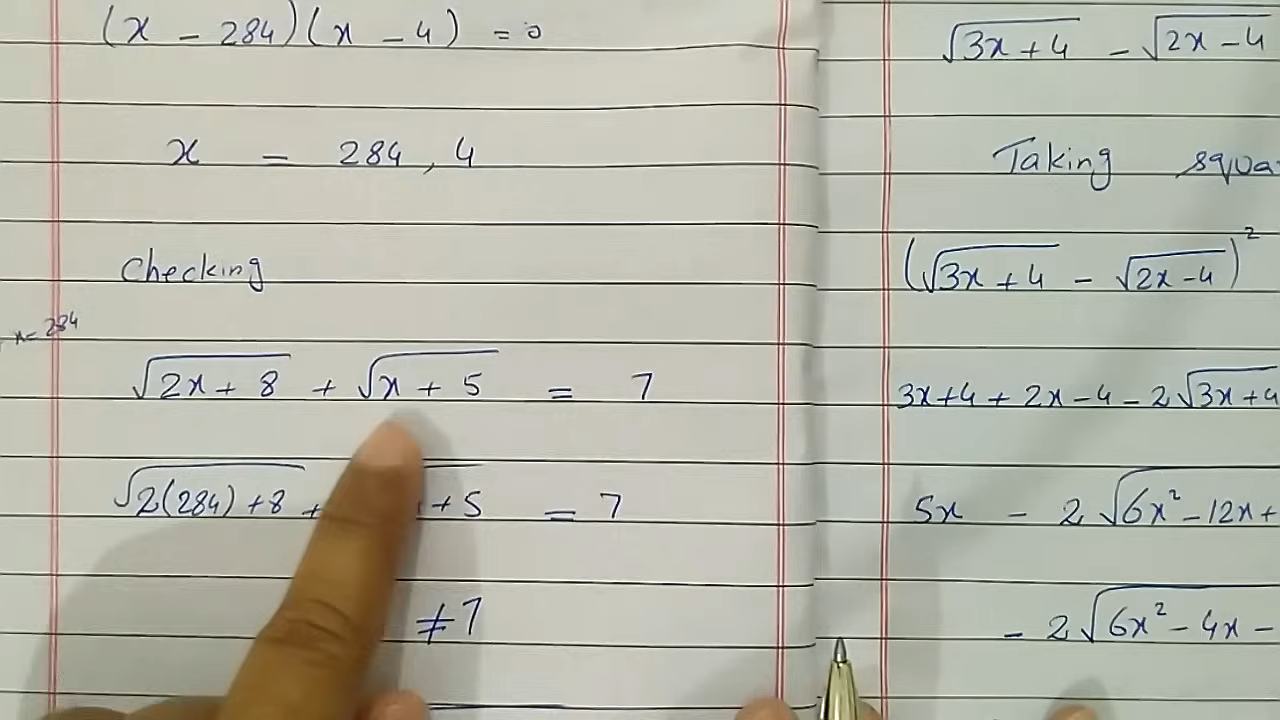 (x - 284)(x - 4) = 0
x = 284, 4
Checking
x = 284
√(2x + 8) + √(x + 5) = 7
√(2(284) + 8) + + 5 = 7
≠ 7
√(3x + 4) - √(2x - 4)
Taking
(√(3x + 4) - √(2x - 4))²
3x + 4 + 2x - 4 - 2√(3x + 4
5x - 2√(6x² - 12x +
- 2√(6x² - 4x -